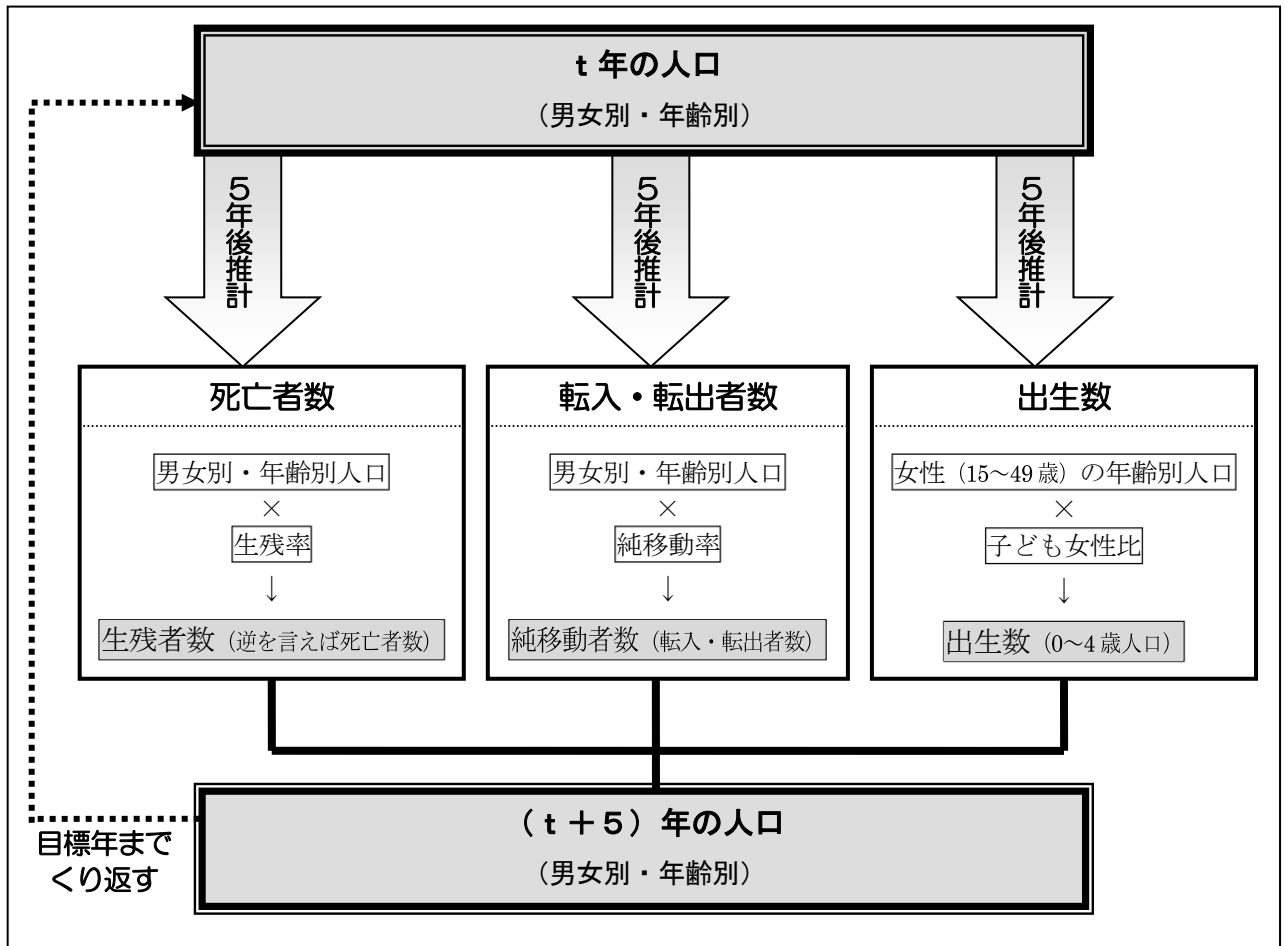 t 年の人口
(男女別・年齢別)
5年後推計
5年後推計
5年後推計
死亡者数
男女別・年齢別人口
×
生残率
↓
生残者数（逆を言えば死亡者数）
転入・転出者数
男女別・年齢別人口
×
純移動率
↓
純移動者数（転入・転出者数）
出生数
女性（15～49 歳）の年齢別人口
×
子ども女性比
↓
出生数（0～4 歳人口）
（ｔ＋５）年の人口
(男女別・年齢別)
目標年まで
くり返す